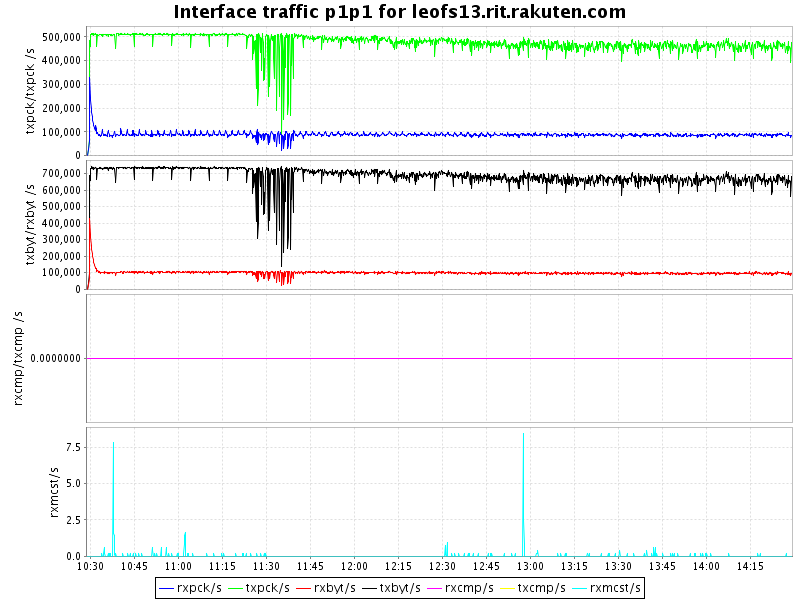 Interface traffic p1p1 for leofs13.rit.rakuten.com
txpck/txpck /s
500,000
400,000
300,000
200,000
100,000
0
txbyt/rxbyt /s
700,000
600,000
500,000
400,000
300,000
200,000
100,000
0
rxcmp/txcmp /s
0.0000000
rxmcst/s
7.5
5.0
2.5
0.0
10:30 10:45 11:00 11:15 11:30 11:45 12:00 12:15 12:30 12:45 13:00 13:15 13:30 13:45 14:00 14:15
rxpck/s txpck/s rxbyt/s txbyt/s rxcmp/s txcmp/s rxmcst/s